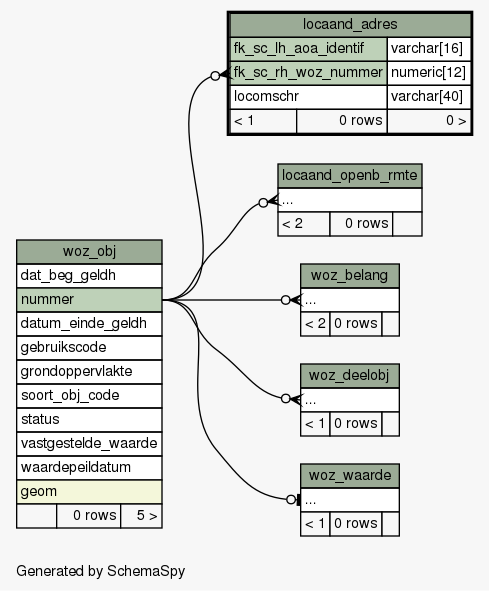 locaand_adres
fk_sc_lh_aoa_identif varchar[16]
fk_sc_rh_woz_nummer numeric[12]
locomschr varchar[40]
< 1 0 rows 0 >
locaand_openb_rmte
...
< 2 0 rows
woz_obj
dat_beg_geldh
nummer
datum_einde_geldh
gebruikscode
grondoppervlakte
soort_obj_code
status
vastgestelde_waarde
waardepeildatum
geom
0 rows 5 >
woz_belang
...
< 2 0 rows
woz_deelobj
...
< 1 0 rows
woz_waarde
...
< 1 0 rows
Generated by SchemaSpy